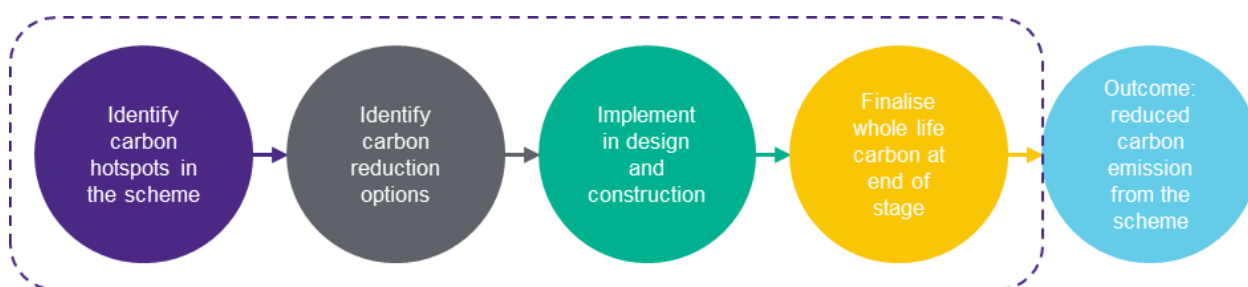 Identify
carbon
hotspots in
the scheme
Identify
carbon
reduction
options
Implement
in design
and
construction
Finalise
whole life
carbon at
end of
stage
Outcome:
reduced
carbon
emission
from the
scheme